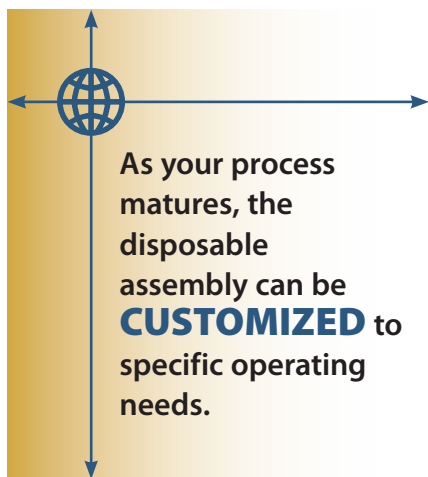 As your process
matures, the
disposable
assembly can be
CUSTOMIZED to
specific operating
needs.